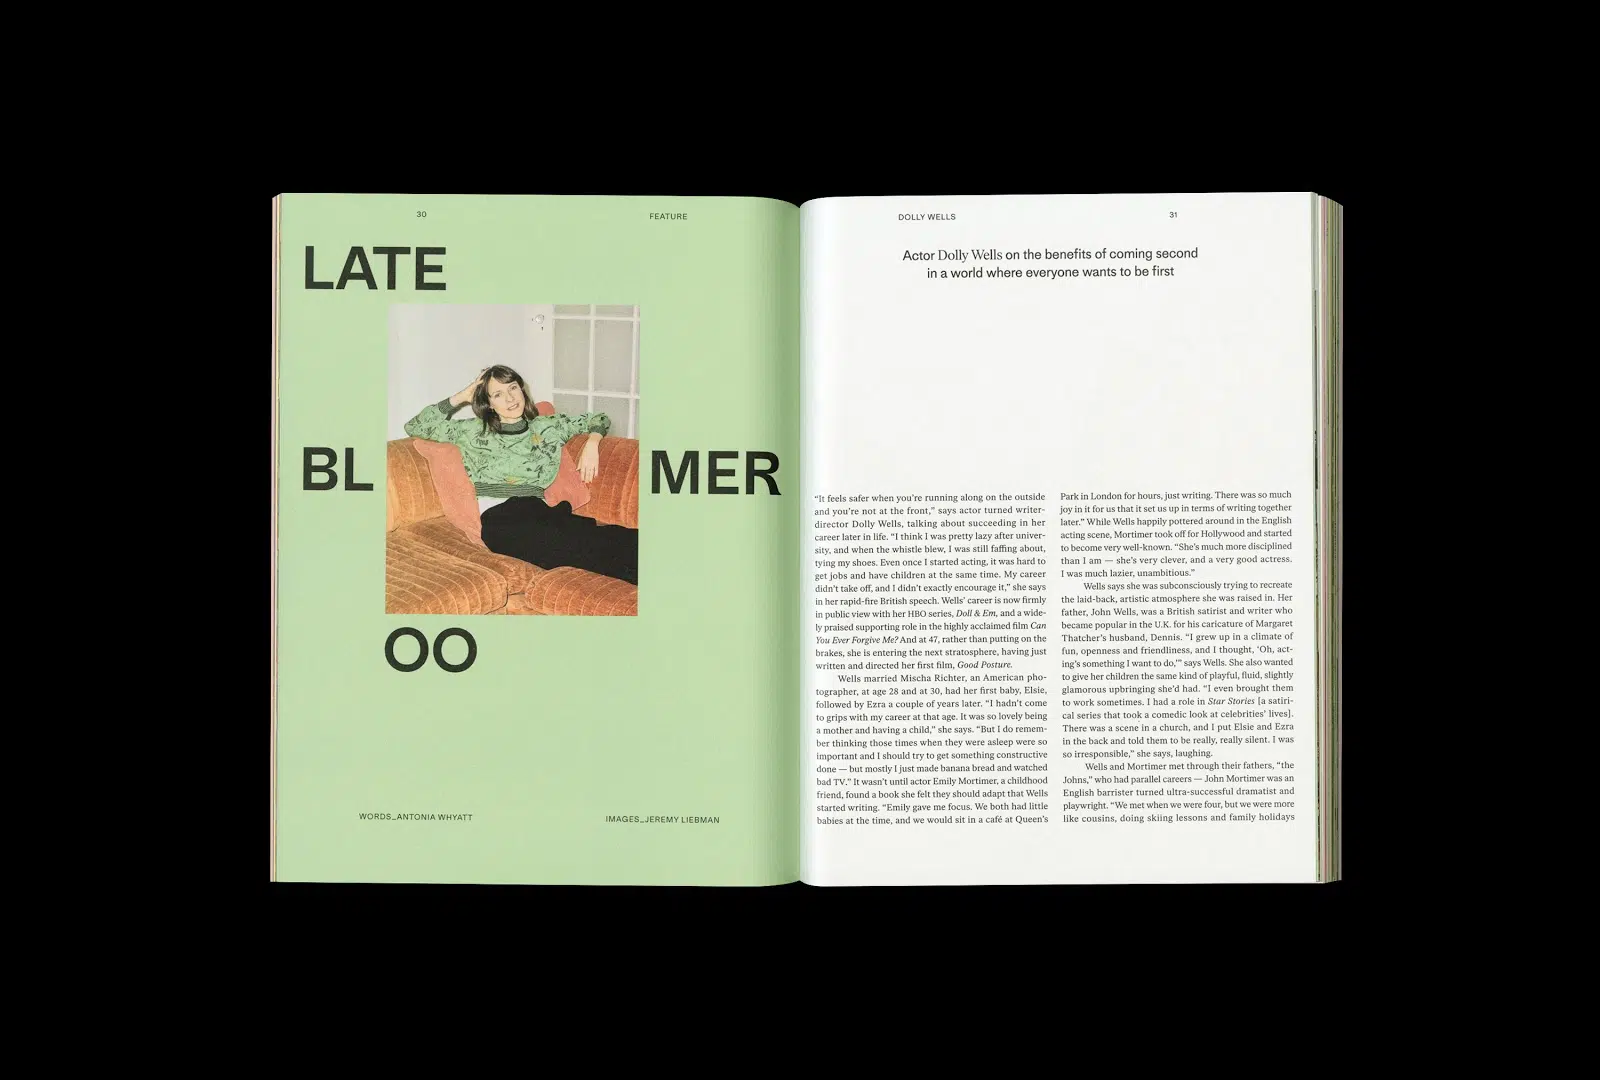 30
FEATURE
LATE
BL
MER
OO
WORDS_ANTONIA WHYATT
IMAGES_JEREMY LIEBMAN
DOLLY WELLS
31
Actor Dolly Wells on the benefits of coming second
in a world where everyone wants to be first
“It feels safer when you’re running along on the outside
and you’re not at the front,” says actor turned writer-
director Dolly Wells, talking about succeeding in her
career later in life. “I think I was pretty lazy after univer-
sity, and when the whistle blew, I was still faffing about,
tying my shoes. Even once I started acting, it was hard to
get jobs and have children at the same time. My career
didn’t take off, and I didn’t exactly encourage it,” she says
in her rapid-fire British speech. Wells’ career is now firmly
in public view with her HBO series, Doll & Em, and a wide-
ly praised supporting role in the highly acclaimed film Can
You Ever Forgive Me? And at 47, rather than putting on the
brakes, she is entering the next stratosphere, having just
written and directed her first film, Good Posture.
Wells married Mischa Richter, an American pho-
tographer, at age 28 and at 30, had her first baby, Elsie,
followed by Ezra a couple of years later. “I hadn’t come
to grips with my career at that age. It was so lovely being
a mother and having a child,” she says. “But I do remem-
ber thinking those times when they were asleep were so
important and I should try to get something constructive
done — but mostly I just made banana bread and watched
bad TV.” It wasn’t until actor Emily Mortimer, a childhood
friend, found a book she felt they should adapt that Wells
started writing. “Emily gave me focus. We both had little
babies at the time, and we would sit in a café at Queen’s
Park in London for hours, just writing. There was so much
joy in it for us that it set us up in terms of writing together
later.” While Wells happily pottered around in the English
acting scene, Mortimer took off for Hollywood and started
to become very well-known. “She’s much more disciplined
than I am — she’s very clever, and a very good actress.
I was much lazier, unambitious.”
Wells says she was subconsciously trying to recreate
the laid-back, artistic atmosphere she was raised in. Her
father, John Wells, was a British satirist and writer who
became popular in the U.K. for his caricature of Margaret
Thatcher’s husband, Dennis. “I grew up in a climate of
fun, openness and friendliness, and I thought, ‘Oh, act-
ing’s something I want to do,’” says Wells. She also wanted
to give her children the same kind of playful, fluid, slightly
glamorous upbringing she’d had. “I even brought them
to work sometimes. I had a role in Star Stories [a satiri-
cal series that took a comedic look at celebrities’ lives].
There was a scene in a church, and I put Elsie and Ezra
in the back and told them to be really, really silent. I was
so irresponsible,” she says, laughing.
Wells and Mortimer met through their fathers, “the
Johns,” who had parallel careers — John Mortimer was an
English barrister turned ultra-successful dramatist and
playwright. “We met when we were four, but we were more
like cousins, doing skiing lessons and family holidays